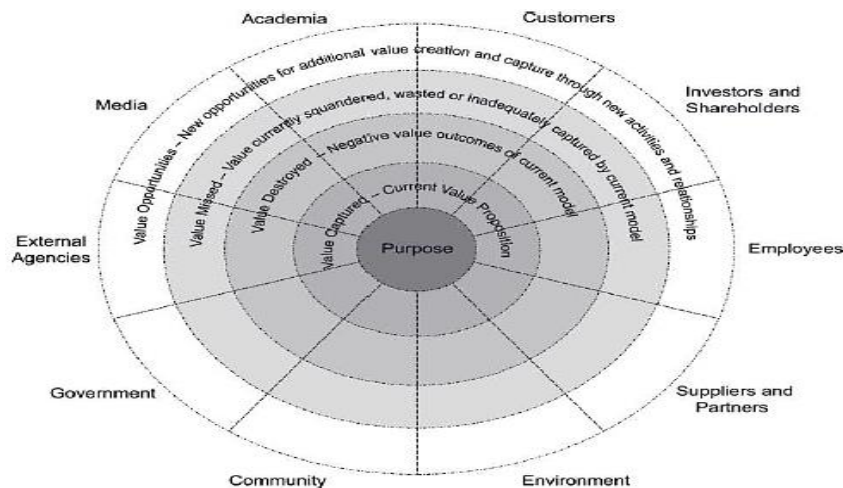 Academia
Customers
Media
Investors and
Shareholders
Value Opportunities – New opportunities for additional value creation and capture through new activities and relationships
Value Missed – Value currently squandered, wasted or inadequately captured by current model
Value Destroyed – Negative value outcomes of current model
Value Captured – Current Value Proposition
Purpose
External
Agencies
Employees
Government
Suppliers and
Partners
Community
Environment